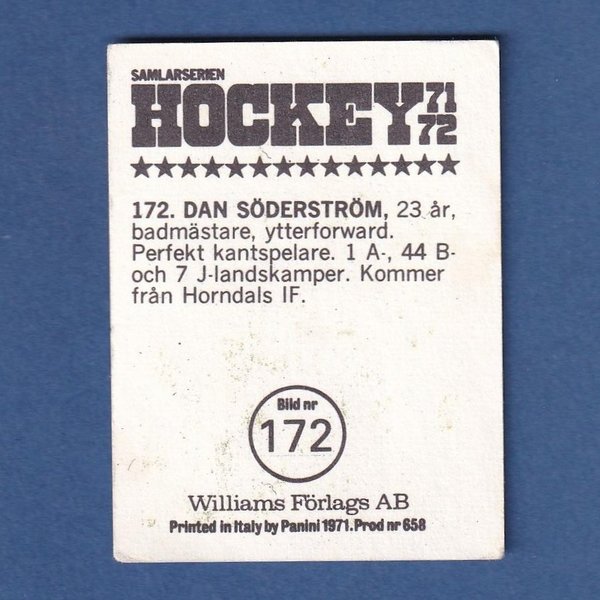 SAMLARSERIEN
HOCKEY 71 72
172. DAN SÖDERSTRÖM, 23 år,
badmästare, ytterforward.
Perfekt kantspelare. 1 A-, 44 B-
och 7 J-landskamper. Kommer
från Horndals IF.
Bild nr
172
Williams Förlags AB
Printed in Italy by Panini 1971. Prod nr 658